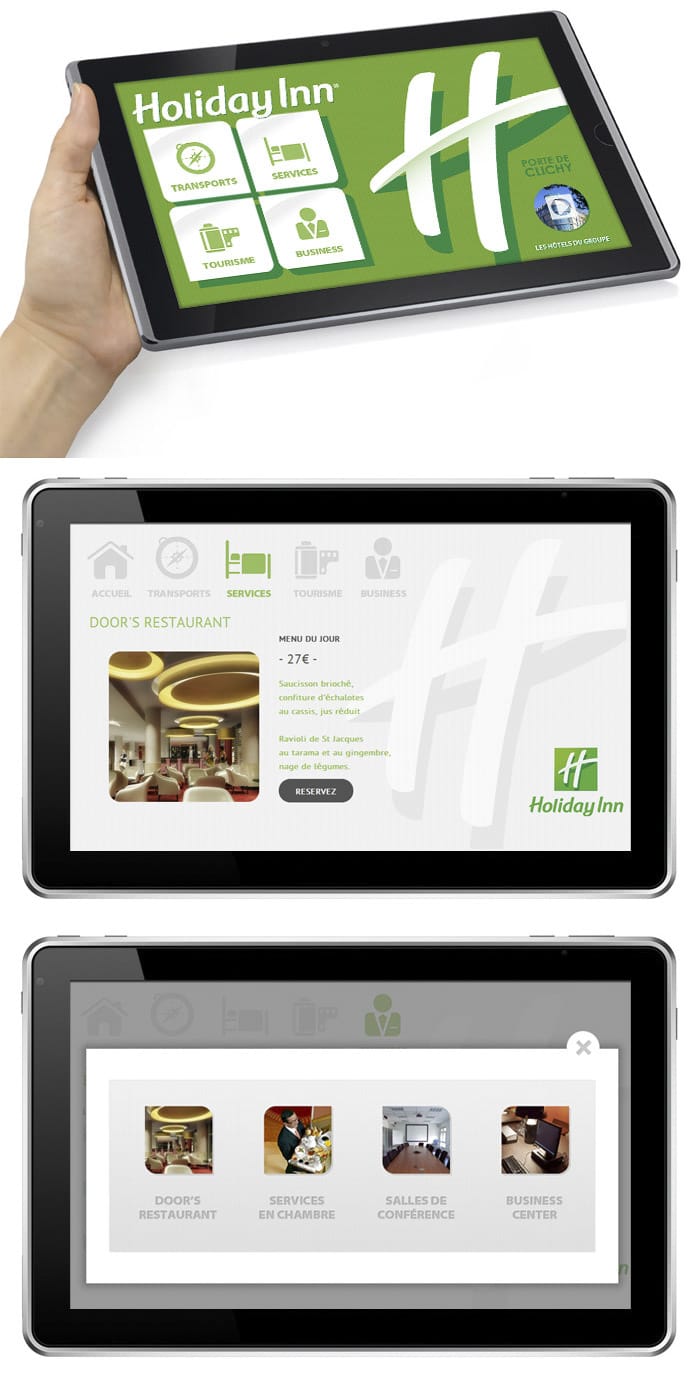 Holiday Inn®
TRANSPORTS
SERVICES
TOURISME
BUSINESS
PORTE DE
CLICHY
LES HÔTELS DU GROUPE
ACCUEIL TRANSPORTS SERVICES TOURISME BUSINESS
DOOR'S RESTAURANT
MENU DU JOUR
- 27€ -
Saucisson brioché,
confiture d'échalotes
au cassis, jus réduit
Ravioli de St Jacques
au tarama et au gingembre,
nage de légumes.
RESERVEZ
Holiday Inn
DOOR'S
RESTAURANT
SERVICES
EN CHAMBRE
SALLES DE
CONFÉRENCE
BUSINESS
CENTER
n